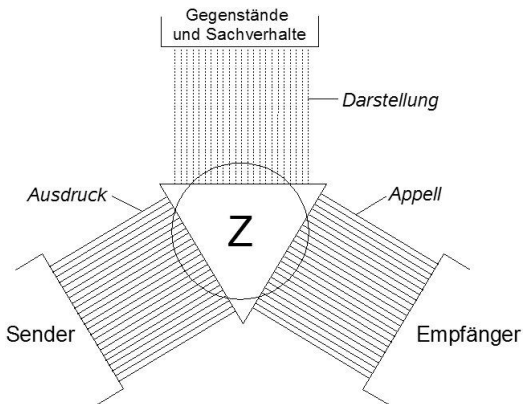 Gegenstände
und Sachverhalte
Darstellung
Ausdruck
Appell
Z
Sender
Empfänger